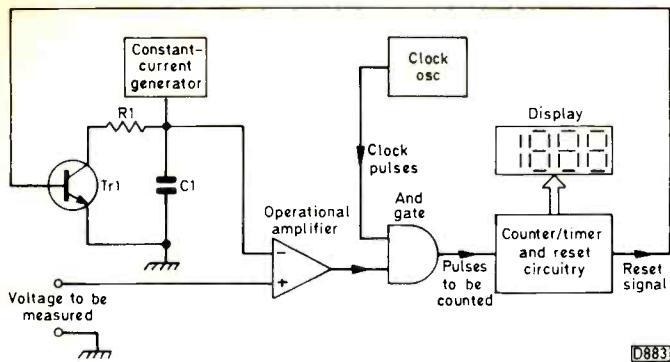 Constant-
current
generator
Clock
osc
R1
Display
1888
Tr1
C1
Clock
pulses
And
gate
Operational
amplifier
Counter/timer
and reset
circuitry
Pulses
to be
counted
Reset
signal
Voltage to be
measured
D883